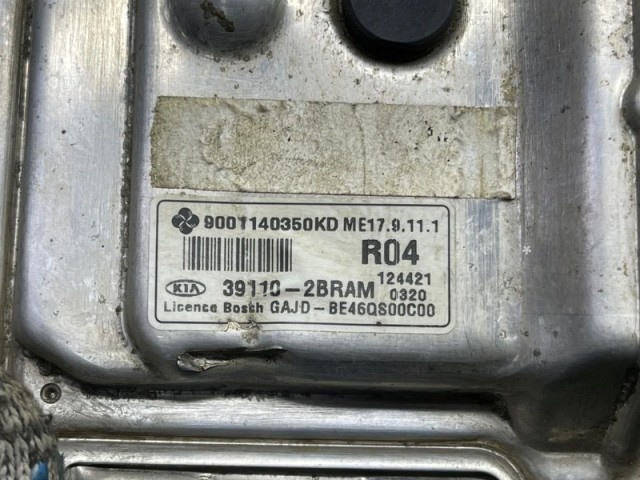 9001140350KD ME17.9.11.1
R04
124421
KIA 39110-2BRAM 0320
Licence Bosch GAJD-BE46QS00C00